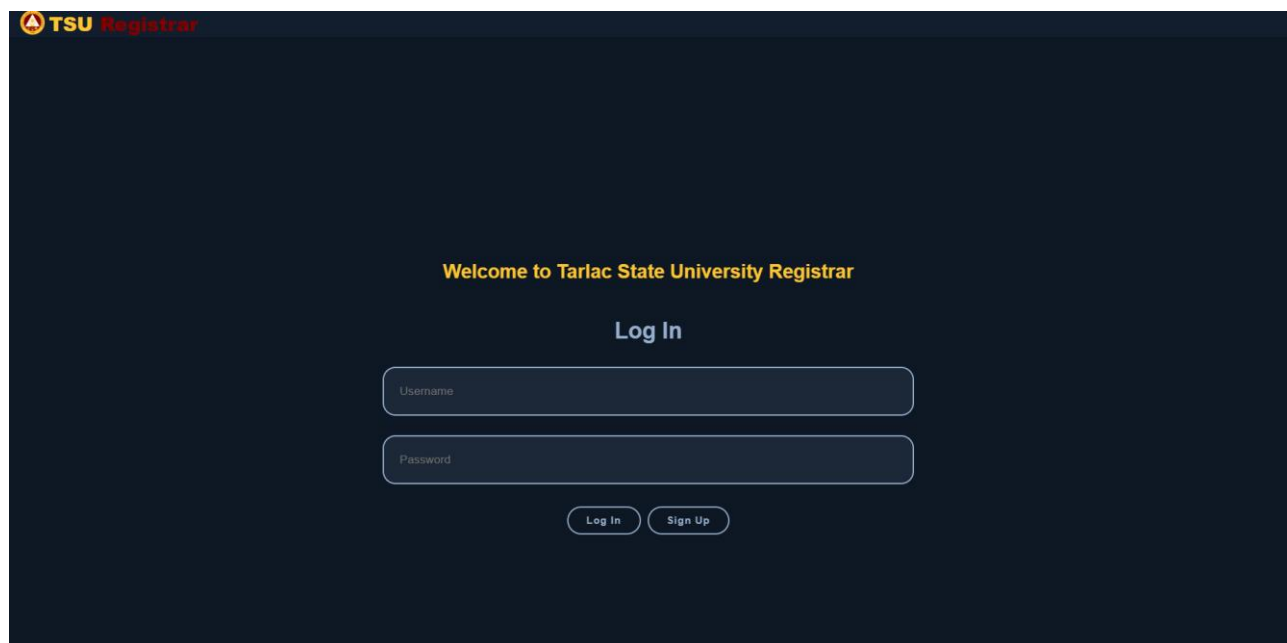 TSU Registrar
Welcome to Tarlac State University Registrar
Log In
Username
Password
Log In Sign Up